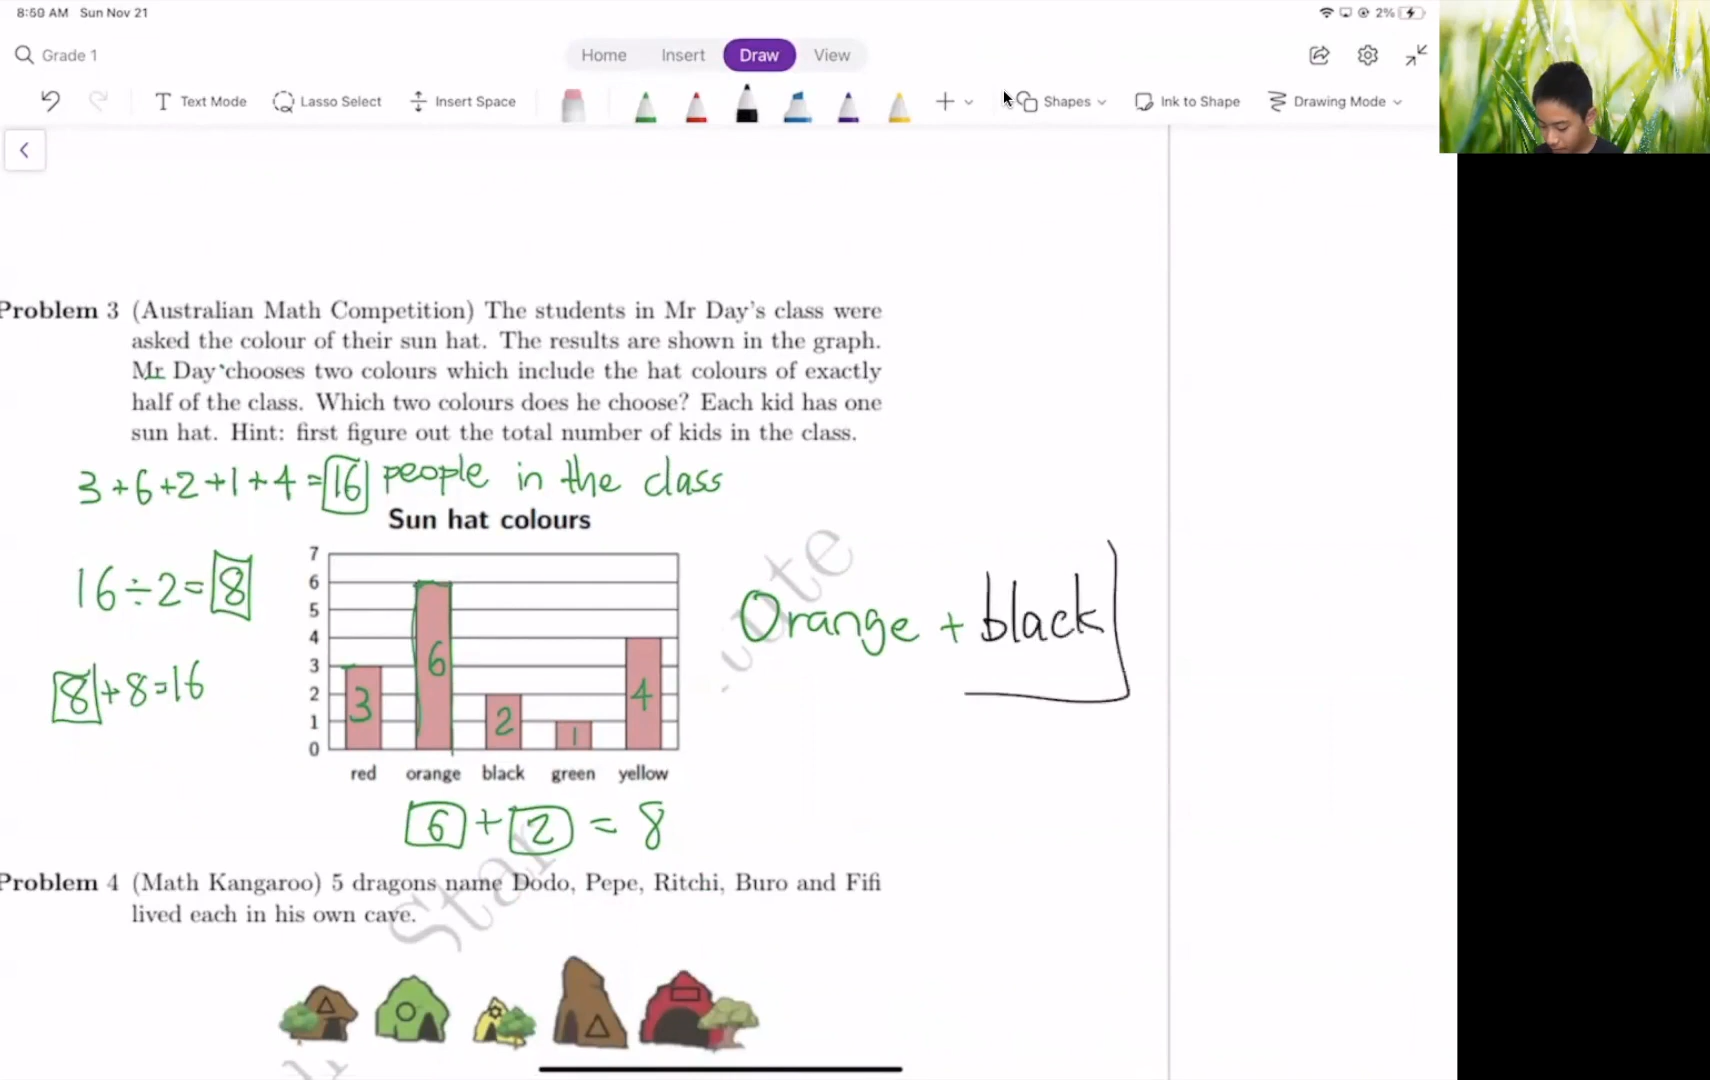 8:50 AM Sun Nov 21
2%
Grade 1
Home Insert Draw View
Text Mode Lasso Select Insert Space Shapes Ink to Shape Drawing Mode
Problem 3 (Australian Math Competition) The students in Mr Day's class were
asked the colour of their sun hat. The results are shown in the graph.
Mr Day chooses two colours which include the hat colours of exactly
half of the class. Which two colours does he choose? Each kid has one
sun hat. Hint: first figure out the total number of kids in the class.
3+6+2+1+4=16 people in the class
Sun hat colours
16÷2=8
8+8=16
7
6
5
4
3
2
1
0
3
6
2
1
4
red orange black green yellow
Orange + black
6 + 2 = 8
Problem 4 (Math Kangaroo) 5 dragons name Dodo, Pepe, Ritchi, Buro and Fifi
lived each in his own cave.
Star